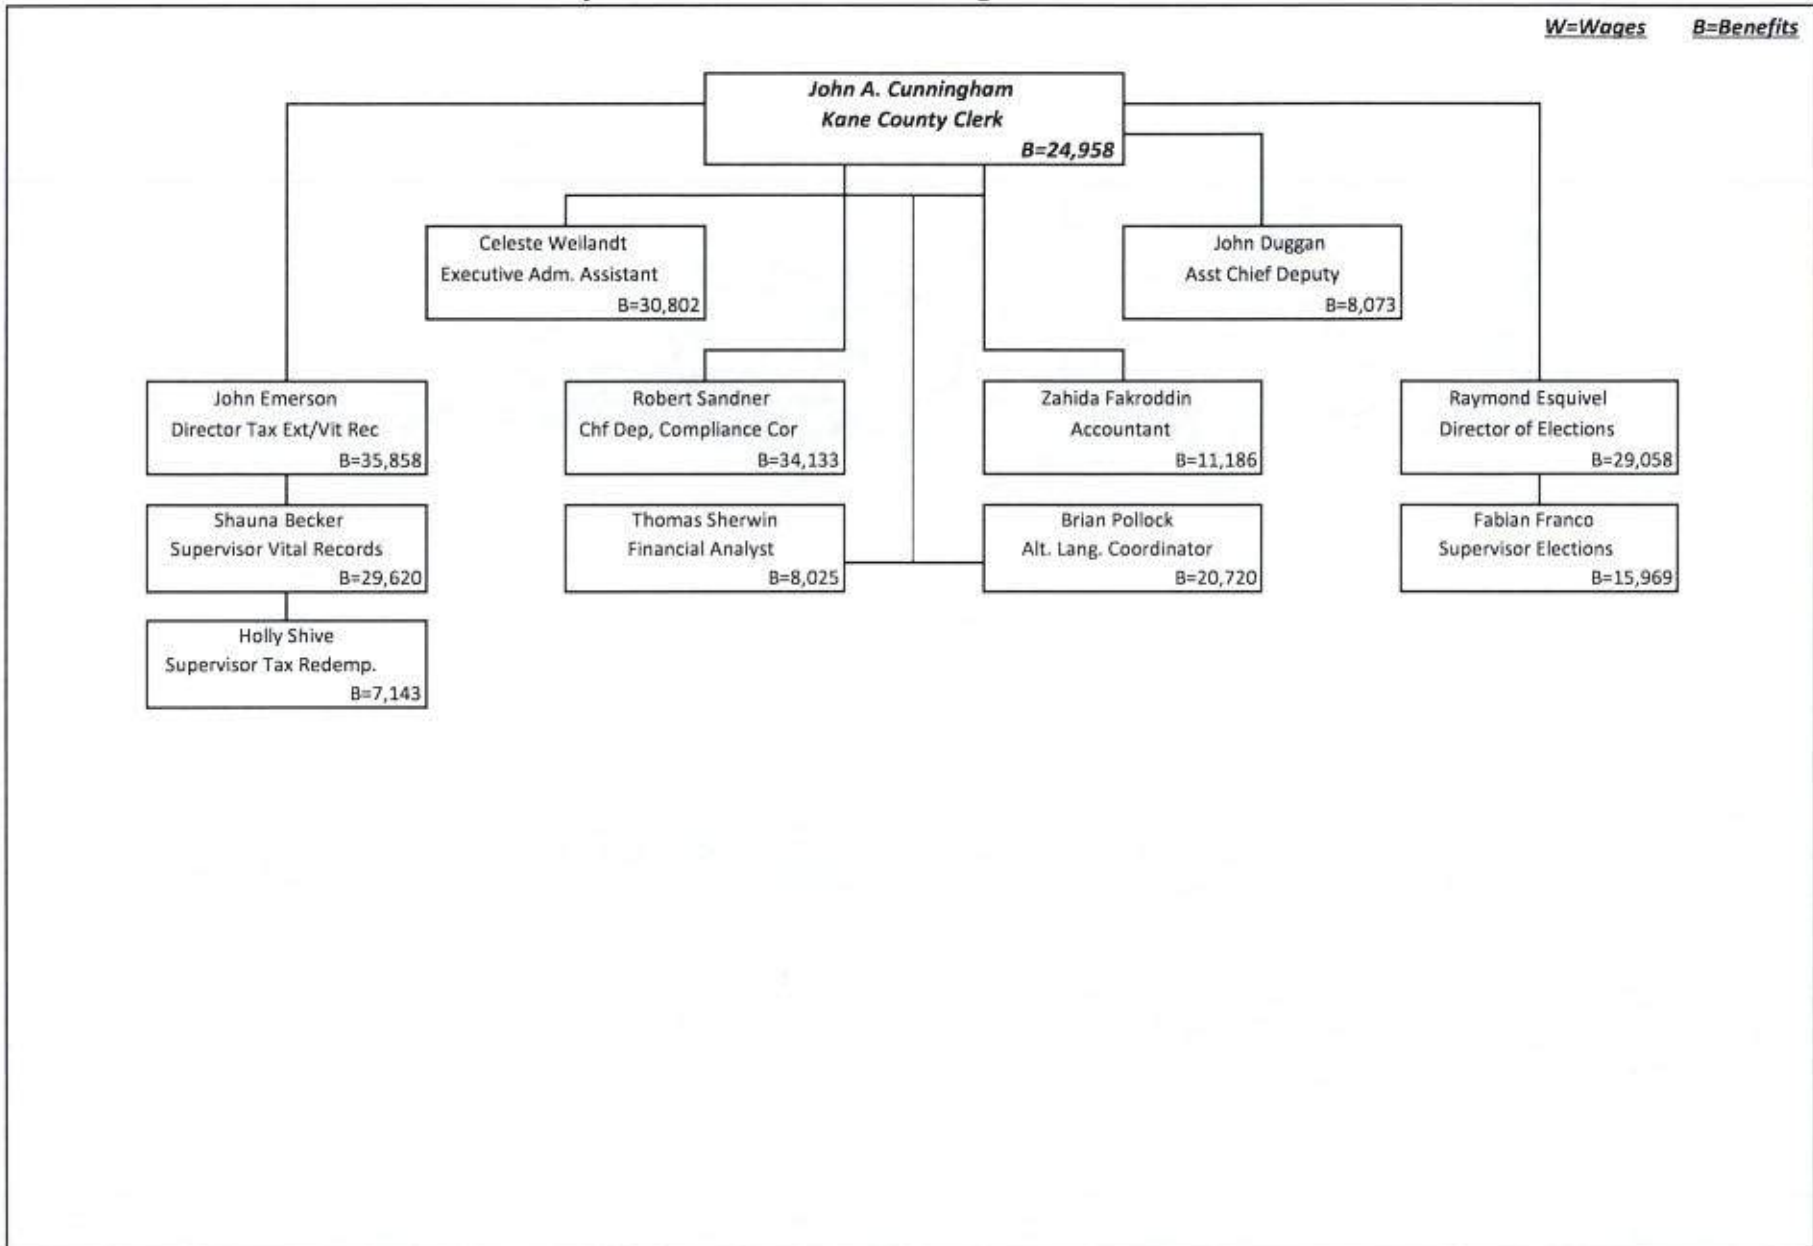 W=Wages B=Benefits
John A. Cunningham
Kane County Clerk
B=24,958
Celeste Weilandt
Executive Adm. Assistant
B=30,802
John Duggan
Asst Chief Deputy
B=8,073
John Emerson
Director Tax Ext/Vit Rec
B=35,858
Robert Sandner
Chf Dep, Compliance Cor
B=34,133
Zahida Fakroddin
Accountant
B=11,186
Raymond Esquivel
Director of Elections
B=29,058
Shauna Becker
Supervisor Vital Records
B=29,620
Thomas Sherwin
Financial Analyst
B=8,025
Brian Pollock
Alt. Lang. Coordinator
B=20,720
Fabian Franco
Supervisor Elections
B=15,969
Holly Shive
Supervisor Tax Redemp.
B=7,143